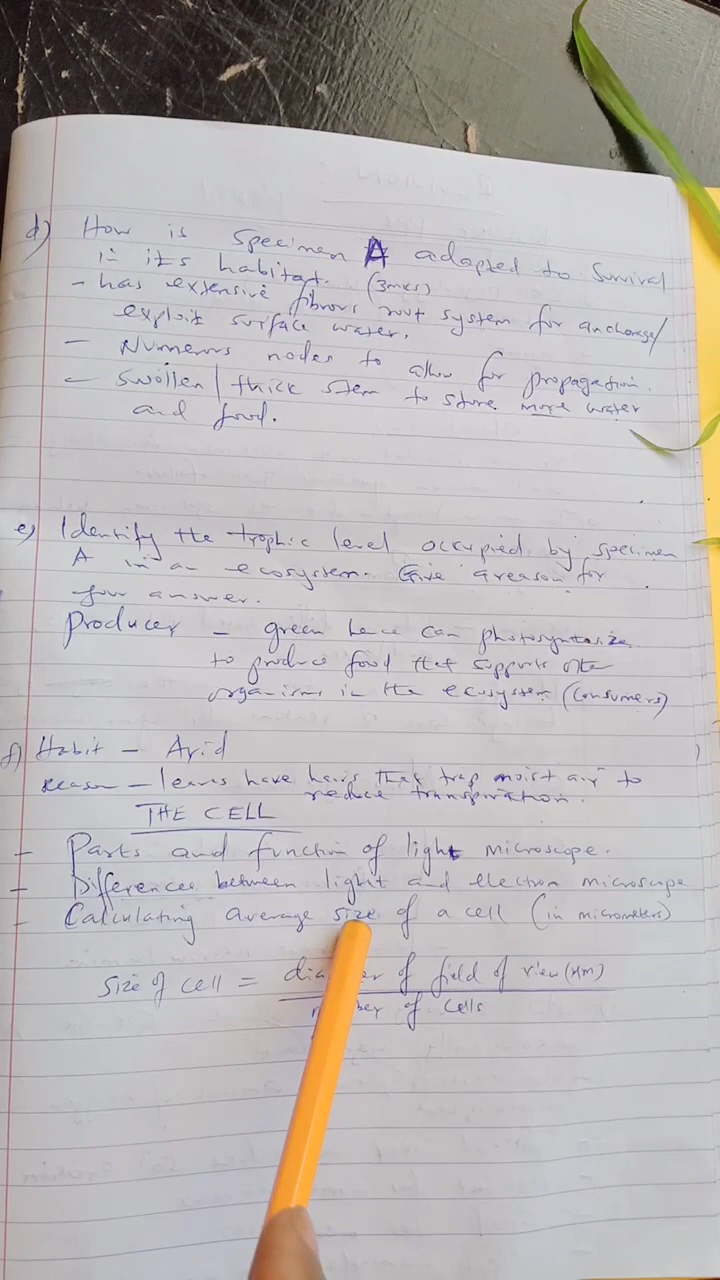 d) How is specimen A adapted to survival
in its habitat. (3mks)
- has extensive fibrous root system for anchorage/
exploit surface water.
- Numerous nodes to allow for propagation.
- Swollen / thick stem to store more water
and food.
e) Identify the trophic level occupied by specimen
A in an ecosystem. Give a reason for
your answer.
Producer - green hence can photosynthesize
to produce food that supports other
organisms in the ecosystem (consumers)
f) Habit - Arid
reason - leaves have hairs that trap moist air to
reduce transpiration.
THE CELL
- Parts and function of light microscope.
- Differences between light and electron microscope
- Calculating average size of a cell (in micrometers)
Size of cell = of field of view (μm)
of cells